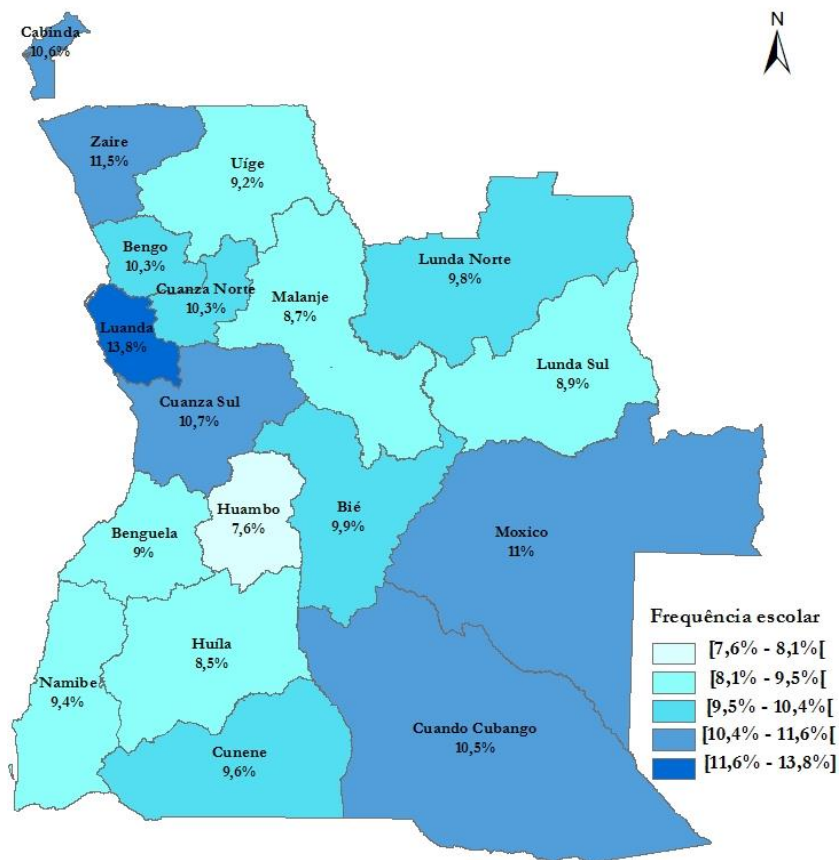 N
Cabinda
10,6%
Zaire
11,5%
Uíge
9,2%
Bengo
10,3%
Cuanza Norte
10,3%
Malanje
8,7%
Lunda Norte
9,8%
Luanda
13,8%
Lunda Sul
8,9%
Cuanza Sul
10,7%
Huambo
7,6%
Bié
9,9%
Benguela
9%
Moxico
11%
Huíla
8,5%
Namibe
9,4%
Cunene
9,6%
Cuando Cubango
10,5%
Frequência escolar
[7,6% - 8,1%[
[8,1% - 9,5%[
[9,5% - 10,4%[
[10,4% - 11,6%[
[11,6% - 13,8%]